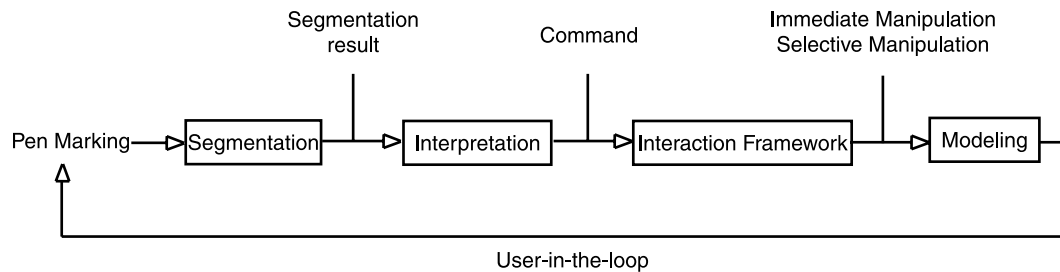 Segmentation
result
Command
Immediate Manipulation
Selective Manipulation
Pen Marking
Segmentation
Interpretation
Interaction Framework
Modeling
User-in-the-loop